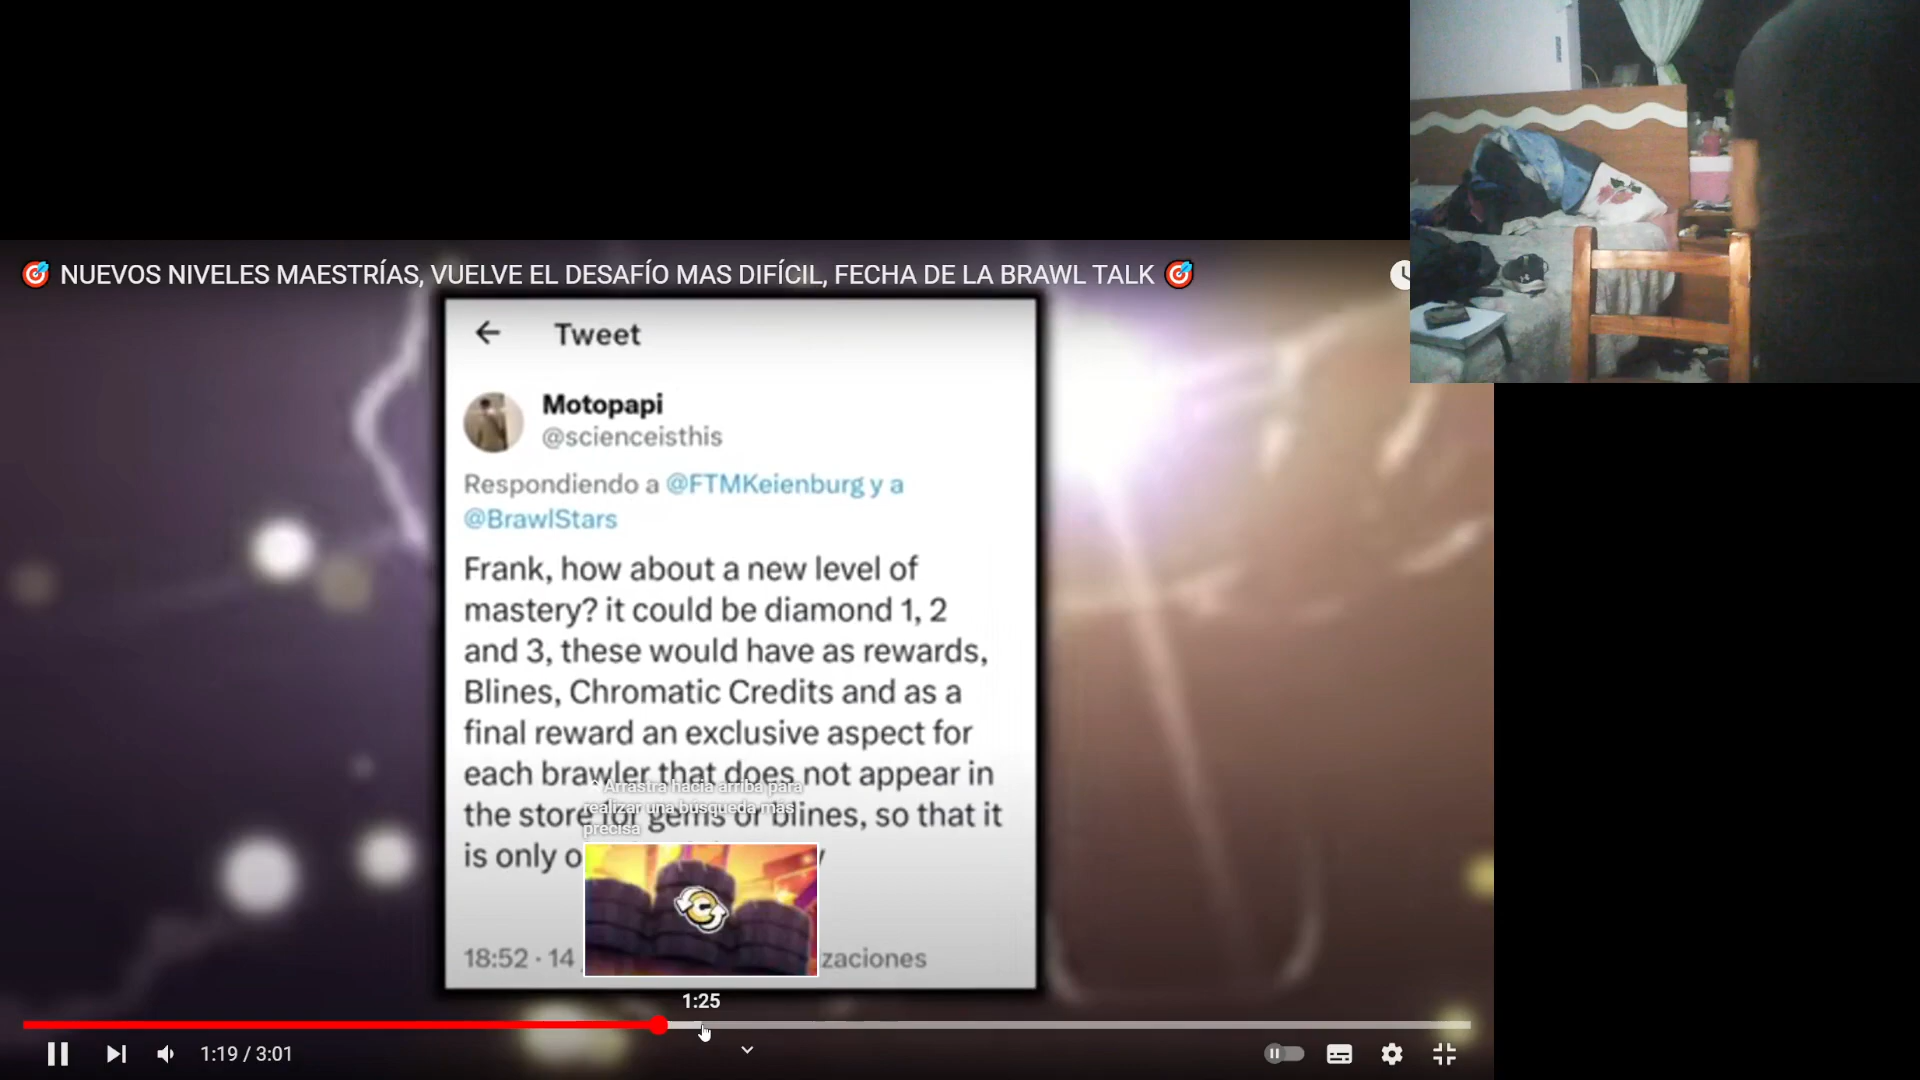 🎯 NUEVOS NIVELES MAESTRÍAS, VUELVE EL DESAFÍO MAS DIFÍCIL, FECHA DE LA BRAWL TALK 🎯
← Tweet
Motopapi
@scienceisthis
Respondiendo a @FTMKeienburg y a
@BrawlStars
Frank, how about a new level of
mastery? it could be diamond 1, 2
and 3, these would have as rewards,
Blines, Chromatic Credits and as a
final reward an exclusive aspect for
each brawler that does not appear in
the store for gems or blines, so that it
is only
^ Arrastra hacia arriba para
realizar una búsqueda más
precisa
18:52 · 14
1:25
1:19 / 3:01